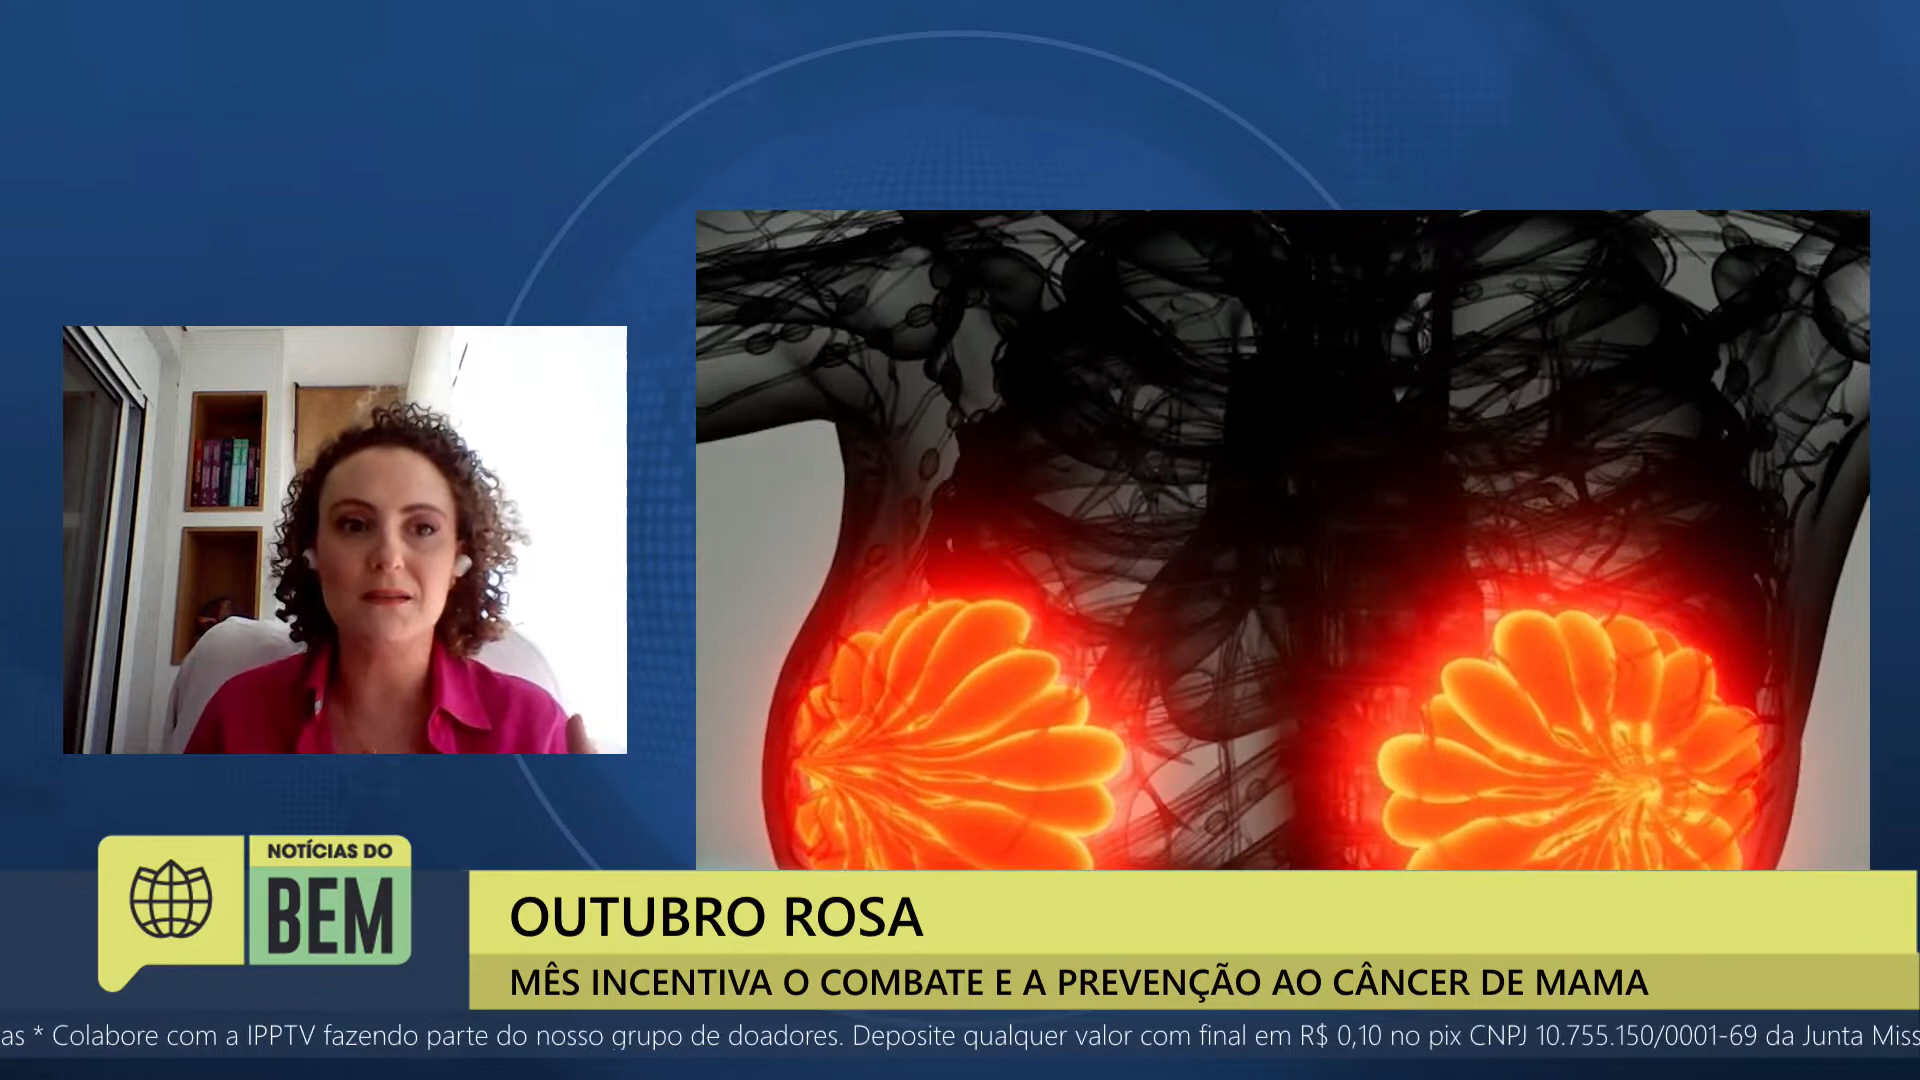 NOTÍCIAS DO
BEM
OUTUBRO ROSA
MÊS INCENTIVA O COMBATE E A PREVENÇÃO AO CÂNCER DE MAMA
as * Colabore com a IPPTV fazendo parte do nosso grupo de doadores. Deposite qualquer valor com final em R$ 0,10 no pix CNPJ 10.755.150/0001-69 da Junta Miss